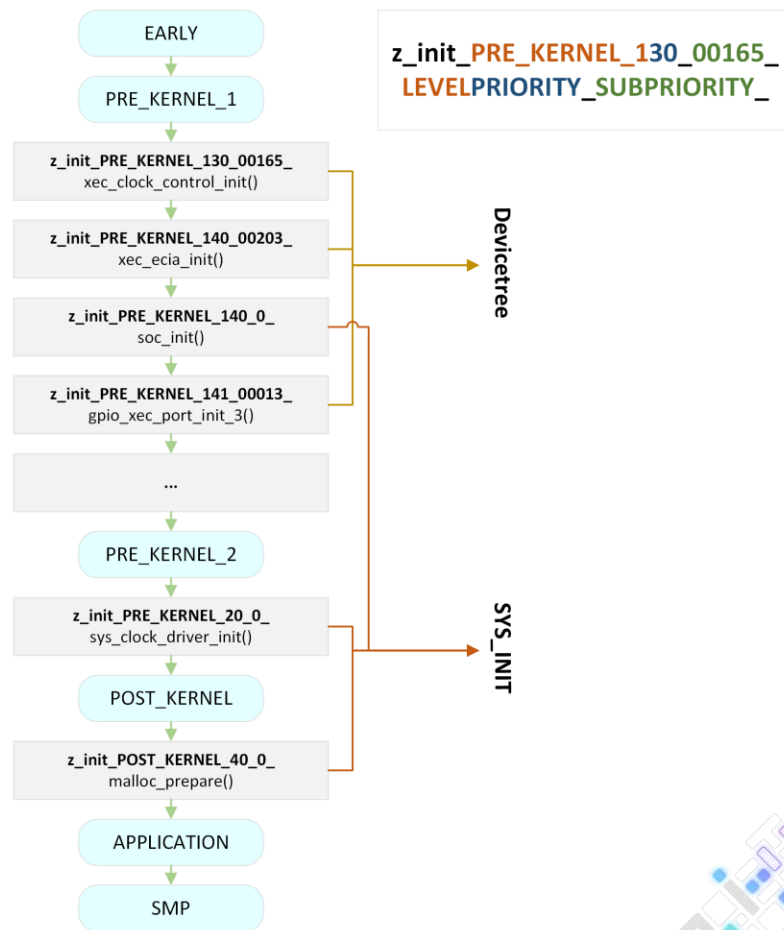 EARLY
z_init_PRE_KERNEL_130_00165_
LEVELPRIORITY_SUBPRIORITY_
PRE_KERNEL_1
z_init_PRE_KERNEL_130_00165_
xec_clock_control_init()
z_init_PRE_KERNEL_140_00203_
xec_ecia_init()
z_init_PRE_KERNEL_140_0_
soc_init()
z_init_PRE_KERNEL_141_00013_
gpio_xec_port_init_3()
...
Devicetree
PRE_KERNEL_2
z_init_PRE_KERNEL_20_0_
sys_clock_driver_init()
SYS_INIT
POST_KERNEL
z_init_POST_KERNEL_40_0_
malloc_prepare()
APPLICATION
SMP